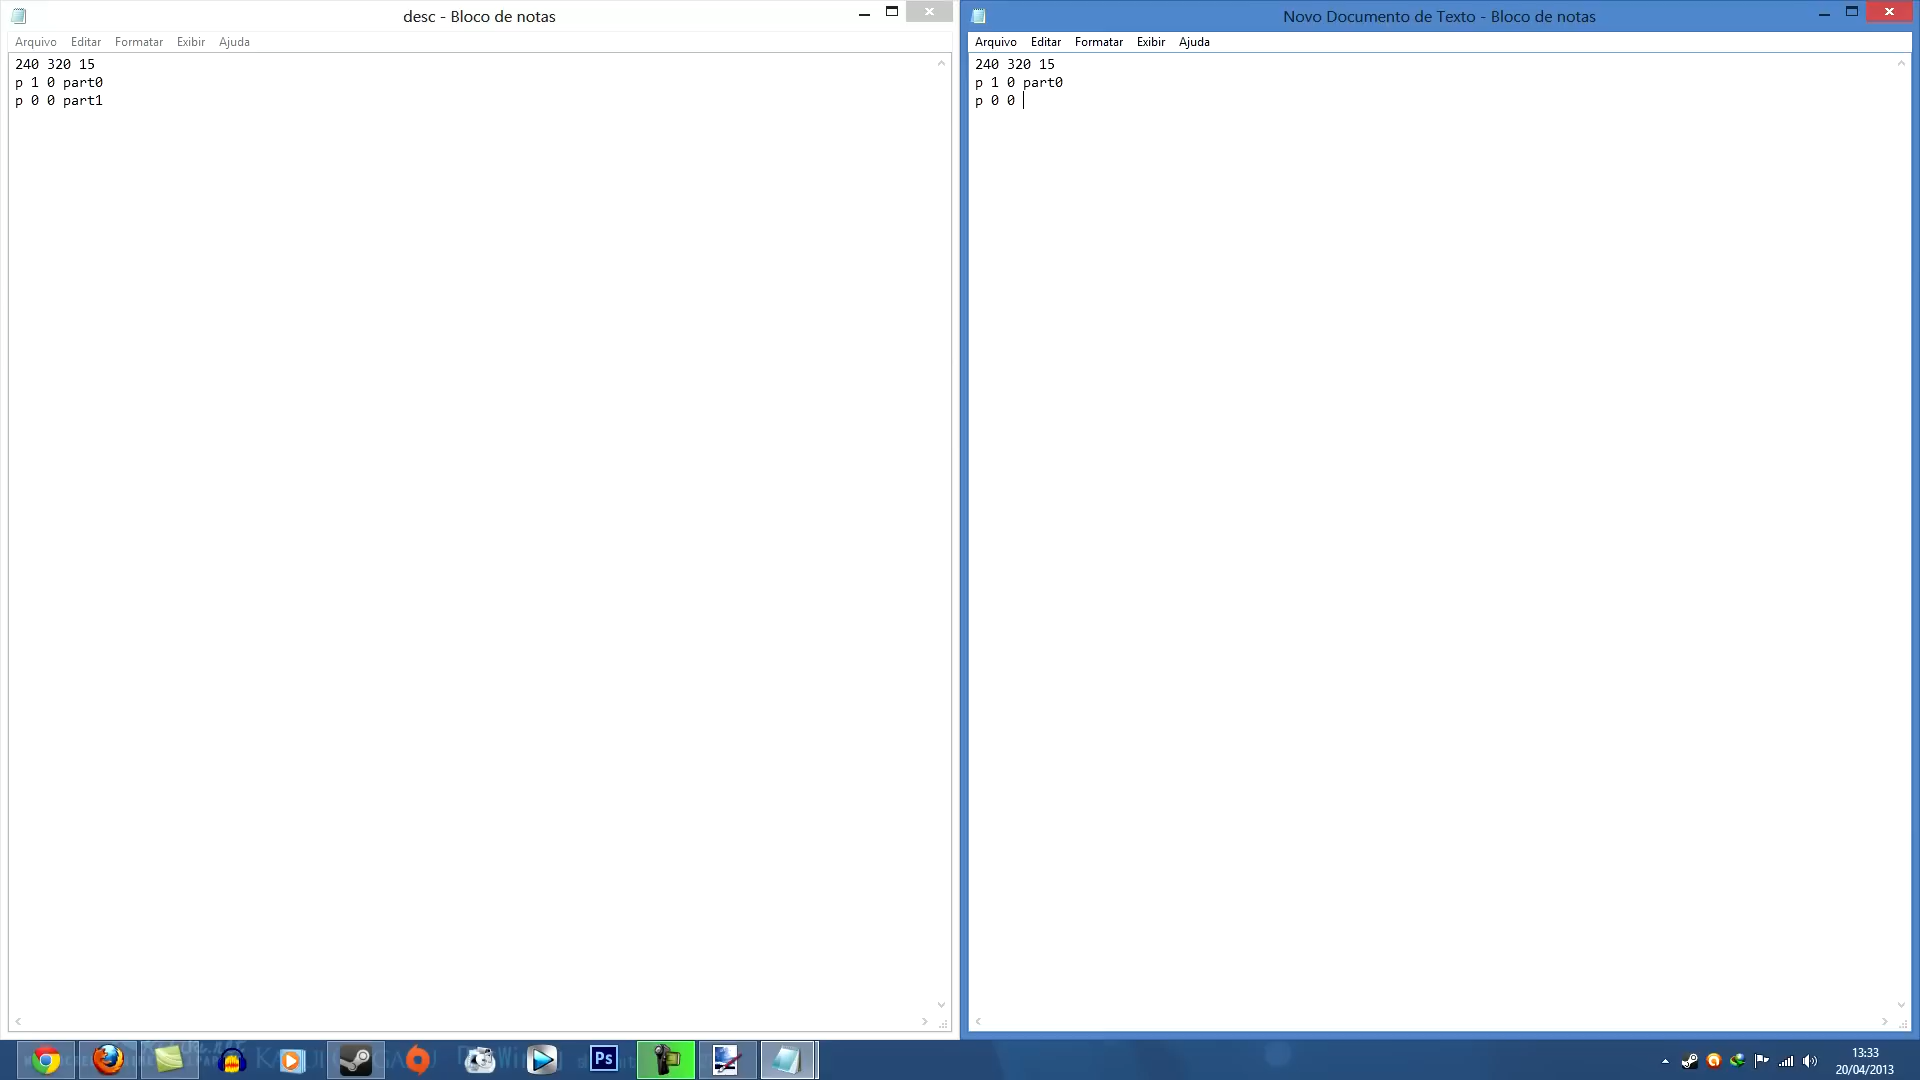 desc - Bloco de notas
Arquivo Editar Formatar Exibir Ajuda
240 320 15
p 1 0 part0
p 0 0 part1
Novo Documento de Texto - Bloco de notas
Arquivo Editar Formatar Exibir Ajuda
240 320 15
p 1 0 part0
p 0 0
Ps
13:33
20/04/2013